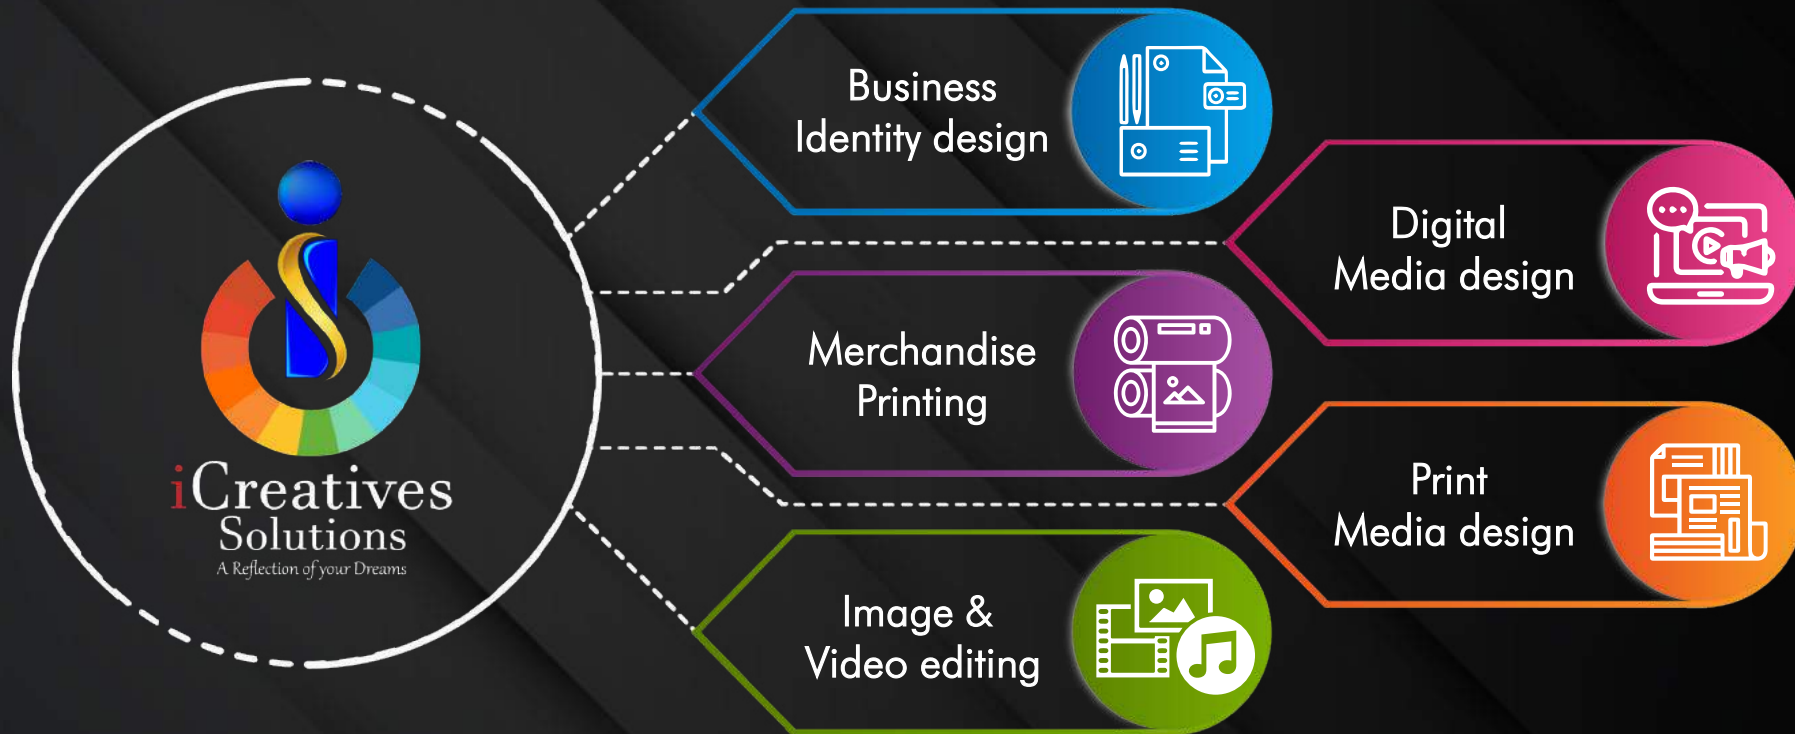 iCreatives
Solutions
A Reflection of your Dreams
Business
Identity design
Digital
Media design
Merchandise
Printing
Print
Media design
Image &
Video editing